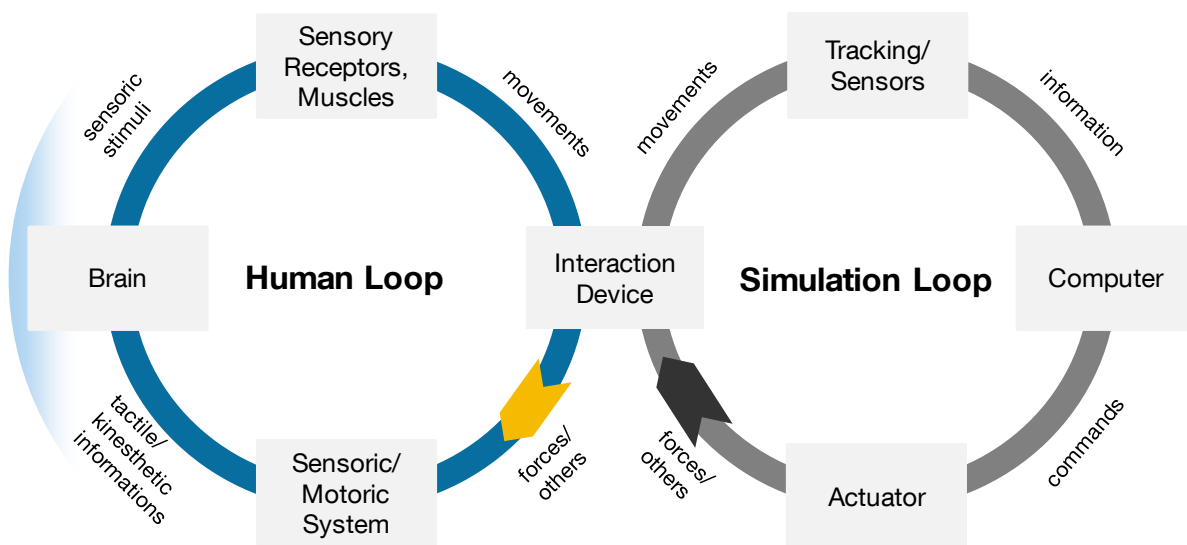 Sensory
Receptors,
Muscles
Tracking/
Sensors
sensoric
stimuli
movements
movements
information
Brain
Human Loop
Interaction
Device
Simulation Loop
Computer
tactile/
kinesthetic
informations
Sensoric/
Motoric
System
forces/
others
forces/
others
Actuator
commands